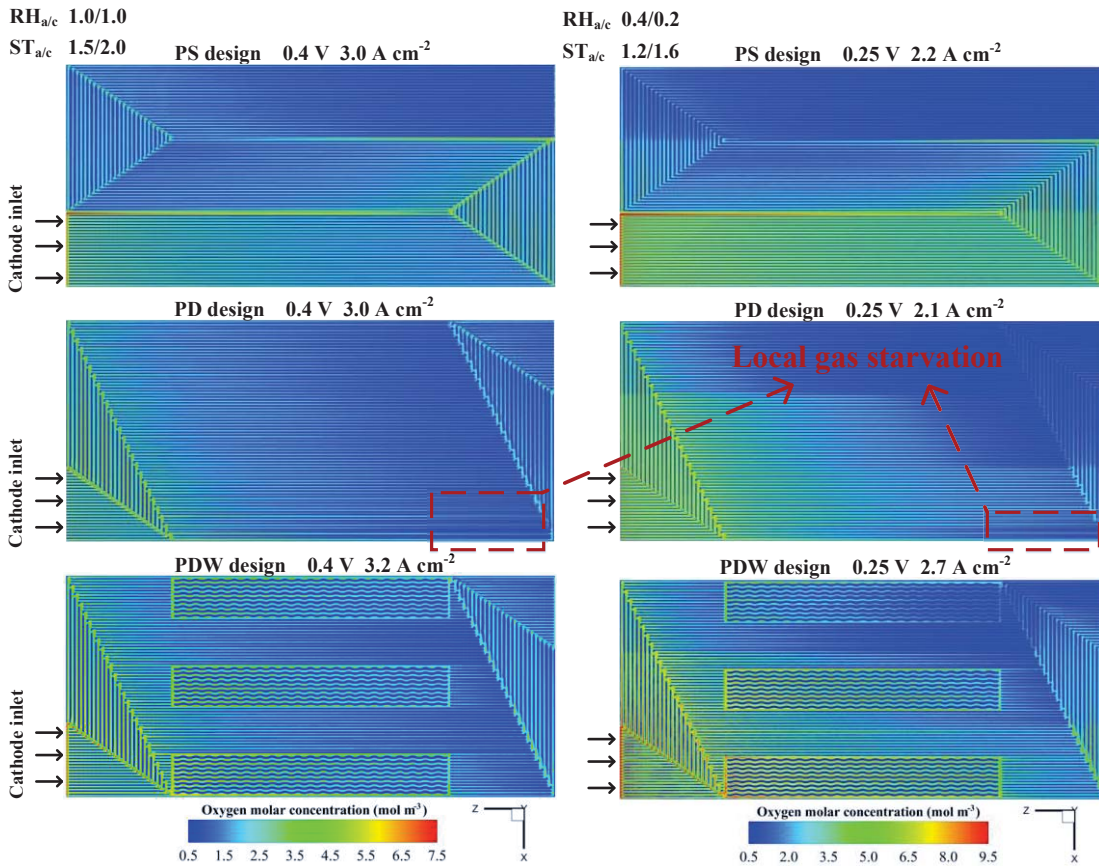 RHa/c 1.0/1.0
STa/c 1.5/2.0
PS design 0.4 V 3.0 A cm-2
Cathode inlet
PD design 0.4 V 3.0 A cm-2
Cathode inlet
PDW design 0.4 V 3.2 A cm-2
Cathode inlet
Oxygen molar concentration (mol m-3)
0.5 1.5 2.5 3.5 4.5 5.5 6.5 7.5
Z Y
X
RHa/c 0.4/0.2
STa/c 1.2/1.6
PS design 0.25 V 2.2 A cm-2
PD design 0.25 V 2.1 A cm-2
Local gas starvation
PDW design 0.25 V 2.7 A cm-2
Oxygen molar concentration (mol m-3)
0.5 2.0 3.5 5.0 6.5 8.0 9.5
Z Y
X